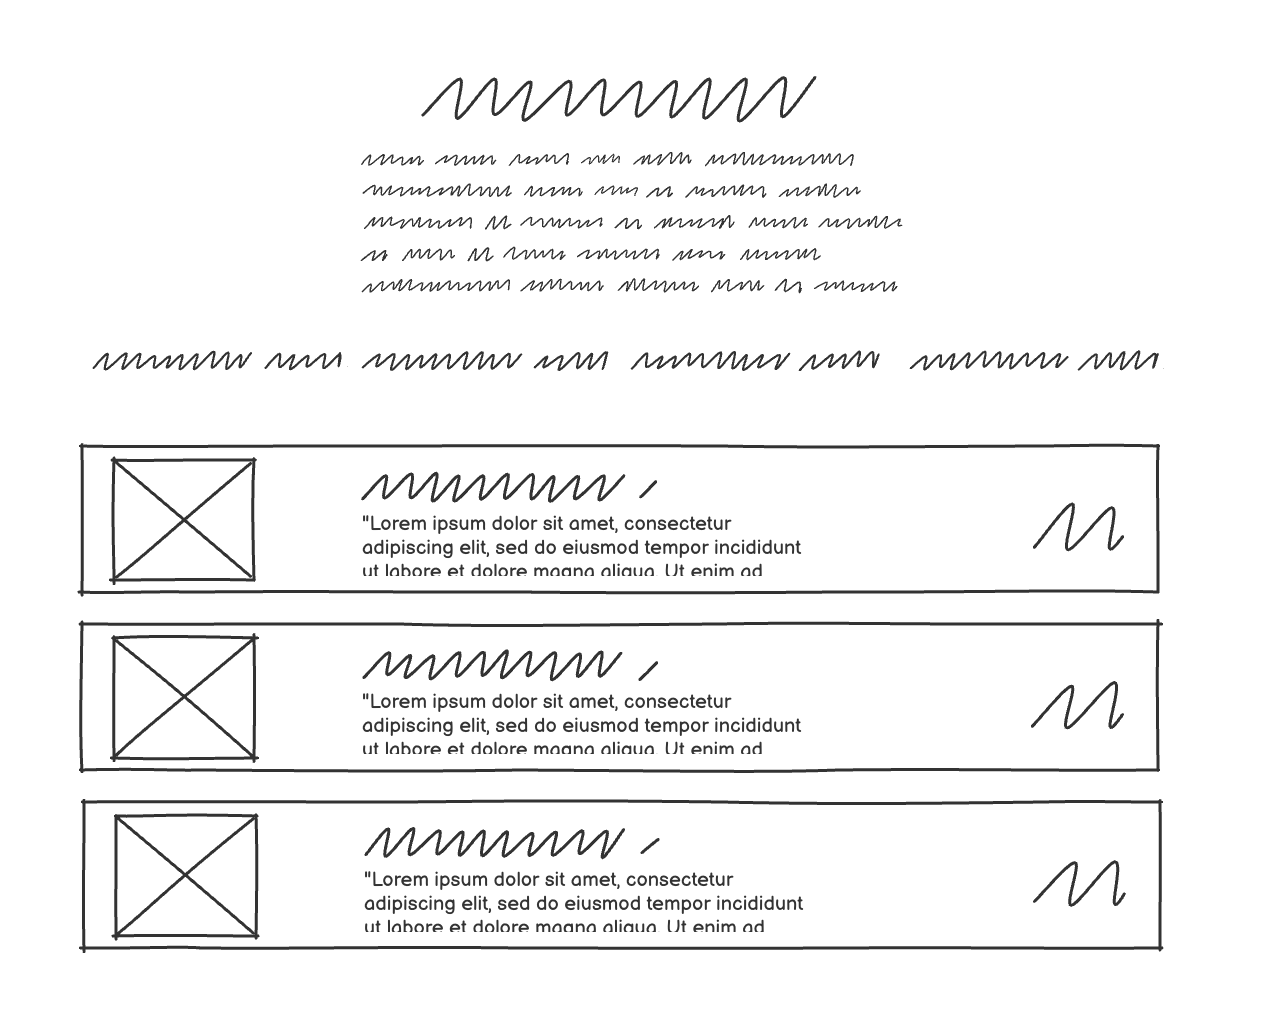 "Lorem ipsum dolor sit amet, consectetur
adipiscing elit, sed do eiusmod tempor incididunt
ut labore et dolore magna aliqua. Ut enim ad
"Lorem ipsum dolor sit amet, consectetur
adipiscing elit, sed do eiusmod tempor incididunt
ut labore et dolore magna aliqua. Ut enim ad
"Lorem ipsum dolor sit amet, consectetur
adipiscing elit, sed do eiusmod tempor incididunt
ut labore et dolore magna aliqua. Ut enim ad